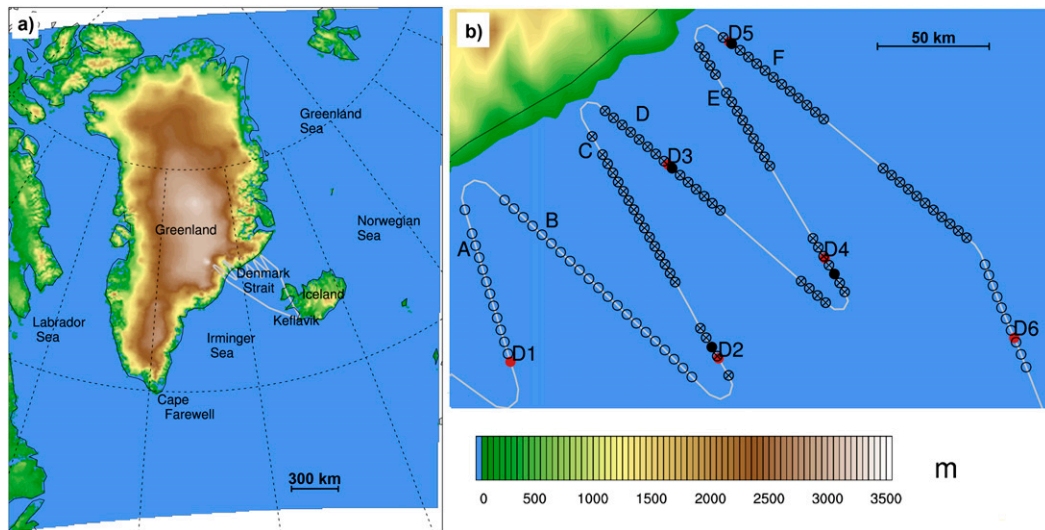 a)
Greenland
Sea
Norwegian
Sea
Greenland
Denmark
Strait
Iceland
Keflavik
Labrador
Sea
Irminger
Sea
Cape
Farewell
300 km
b)
D5
F
50 km
E
D
D3
C
B
A
D4
D1
D2
D6
m
0 500 1000 1500 2000 2500 3000 3500